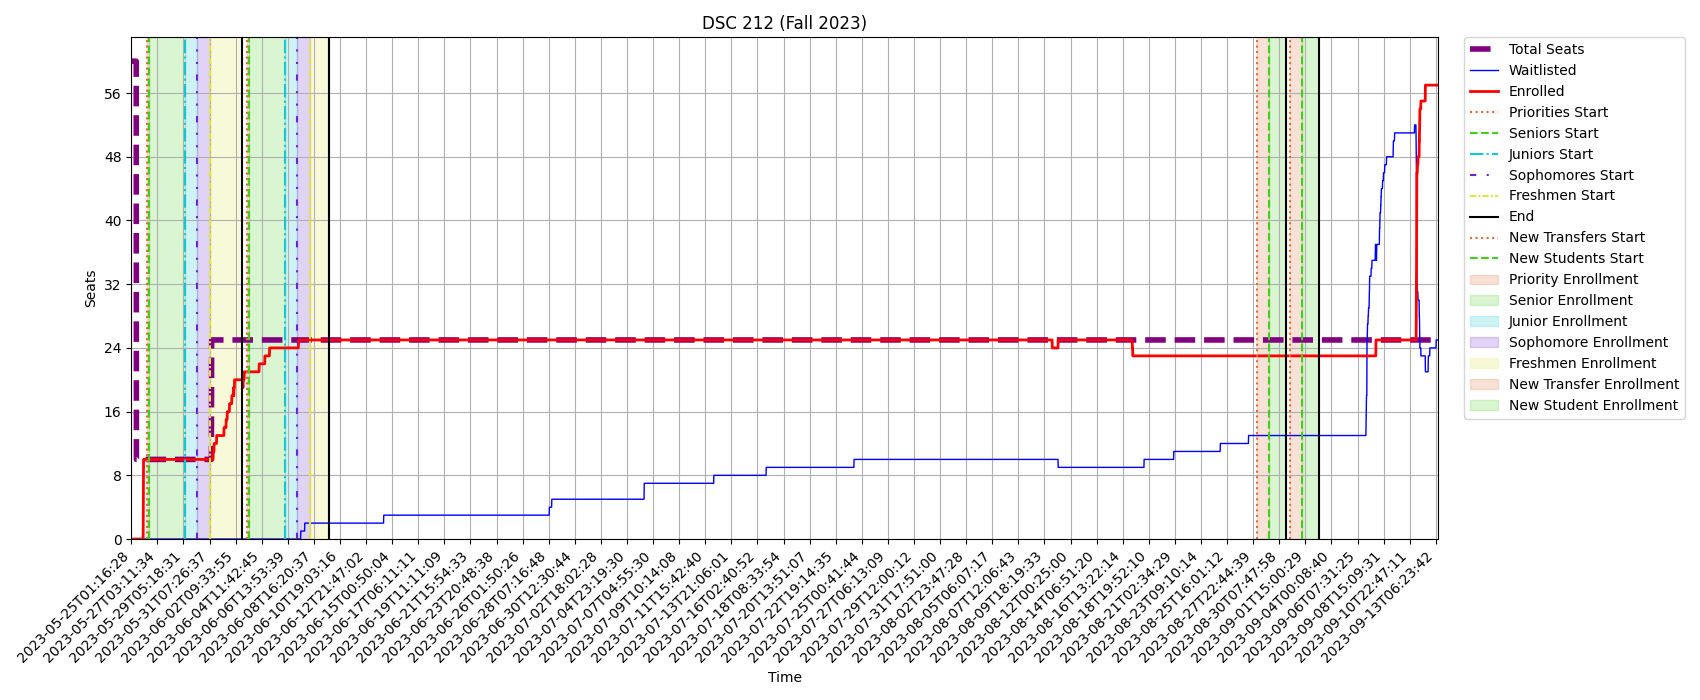 DSC 212 (Fall 2023)
Total Seats
Waitlisted
Enrolled
Priorities Start
Seniors Start
Juniors Start
Sophomores Start
Freshmen Start
End
New Transfers Start
New Students Start
Priority Enrollment
Senior Enrollment
Junior Enrollment
Sophomore Enrollment
Freshmen Enrollment
New Transfer Enrollment
New Student Enrollment
Seats
56
48
40
32
24
16
8
0
2023-05-25T01:16:28
2023-05-27T03:11:34
2023-05-29T05:18:31
2023-05-31T07:26:37
2023-06-02T09:33:55
2023-06-04T11:42:45
2023-06-06T13:53:39
2023-06-08T16:20:37
2023-06-10T19:03:16
2023-06-12T21:47:02
2023-06-15T00:50:04
2023-06-17T06:11:11
2023-06-19T11:11:09
2023-06-21T15:54:33
2023-06-23T20:48:38
2023-06-26T01:50:26
2023-06-28T07:16:48
2023-06-30T12:30:44
2023-07-02T18:02:28
2023-07-04T23:19:30
2023-07-07T04:55:30
2023-07-09T10:14:08
2023-07-11T15:42:40
2023-07-13T21:06:01
2023-07-16T02:40:52
2023-07-18T08:33:54
2023-07-20T13:51:07
2023-07-22T19:14:35
2023-07-25T00:41:44
2023-07-27T06:13:09
2023-07-29T12:00:12
2023-07-31T17:51:00
2023-08-02T23:47:28
2023-08-05T06:07:17
2023-08-07T12:06:43
2023-08-09T18:19:33
2023-08-12T00:25:00
2023-08-14T06:51:20
2023-08-16T13:22:14
2023-08-18T19:52:10
2023-08-21T02:34:29
2023-08-23T09:10:14
2023-08-25T16:01:12
2023-08-27T22:44:39
2023-08-30T07:47:58
2023-09-01T15:00:29
2023-09-04T00:08:40
2023-09-06T07:31:25
2023-09-08T15:09:31
2023-09-10T22:47:11
2023-09-13T06:23:42
Time